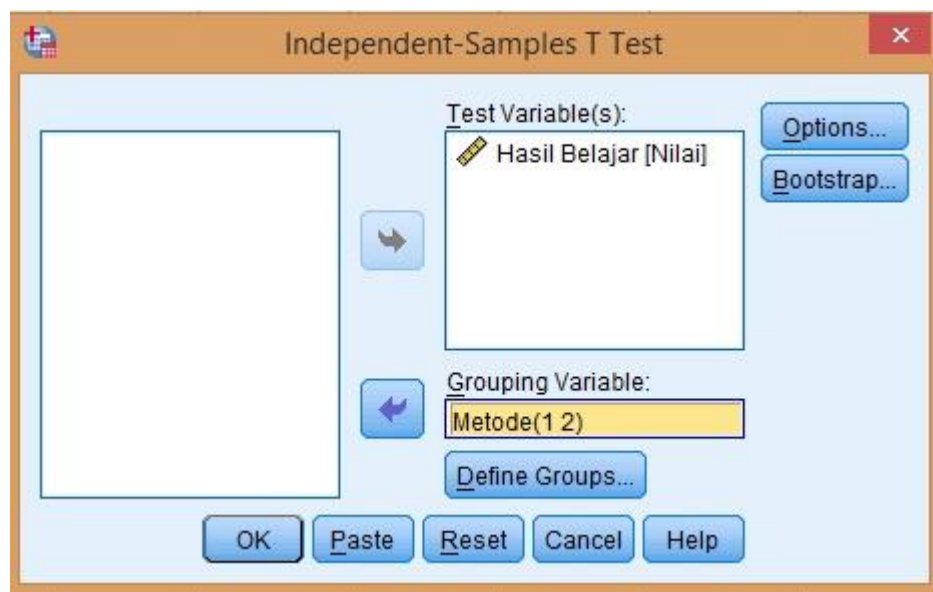 Independent-Samples T Test
Test Variable(s):
Hasil Belajar [Nilai]
Options...
Bootstrap...
Grouping Variable:
Metode(1 2)
Define Groups...
OK Paste Reset Cancel Help